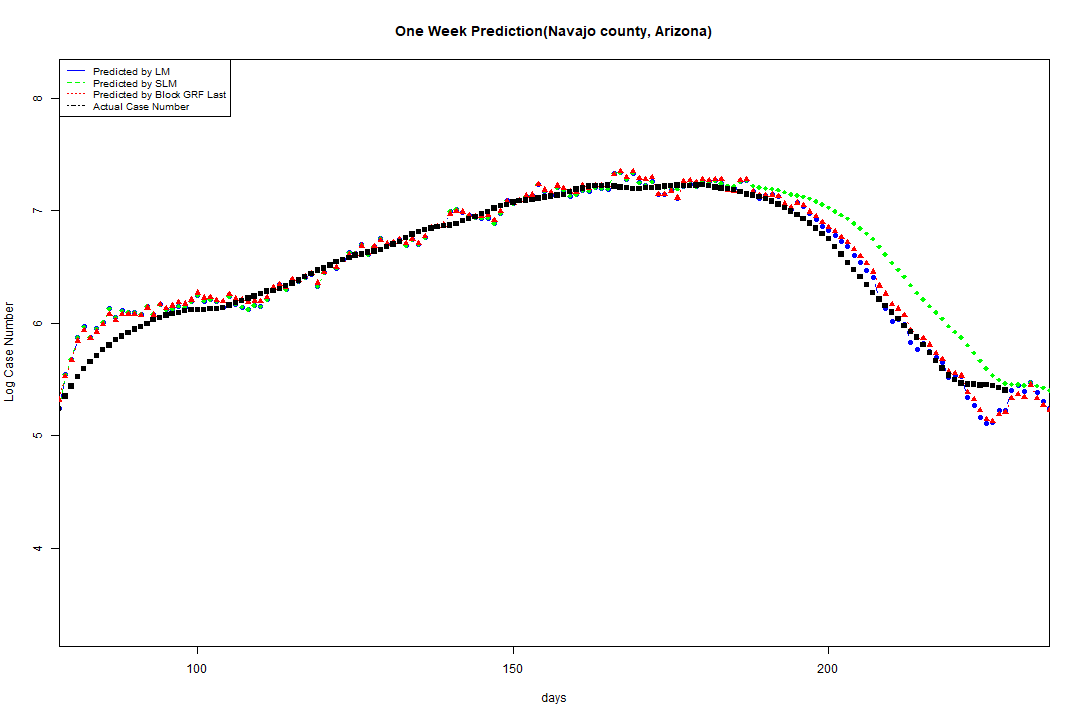 One Week Prediction(Navajo county, Arizona)
Predicted by LM
Predicted by SLM
Predicted by Block GRF Last
Actual Case Number
8
7
6
5
4
Log Case Number
100 150 200
days